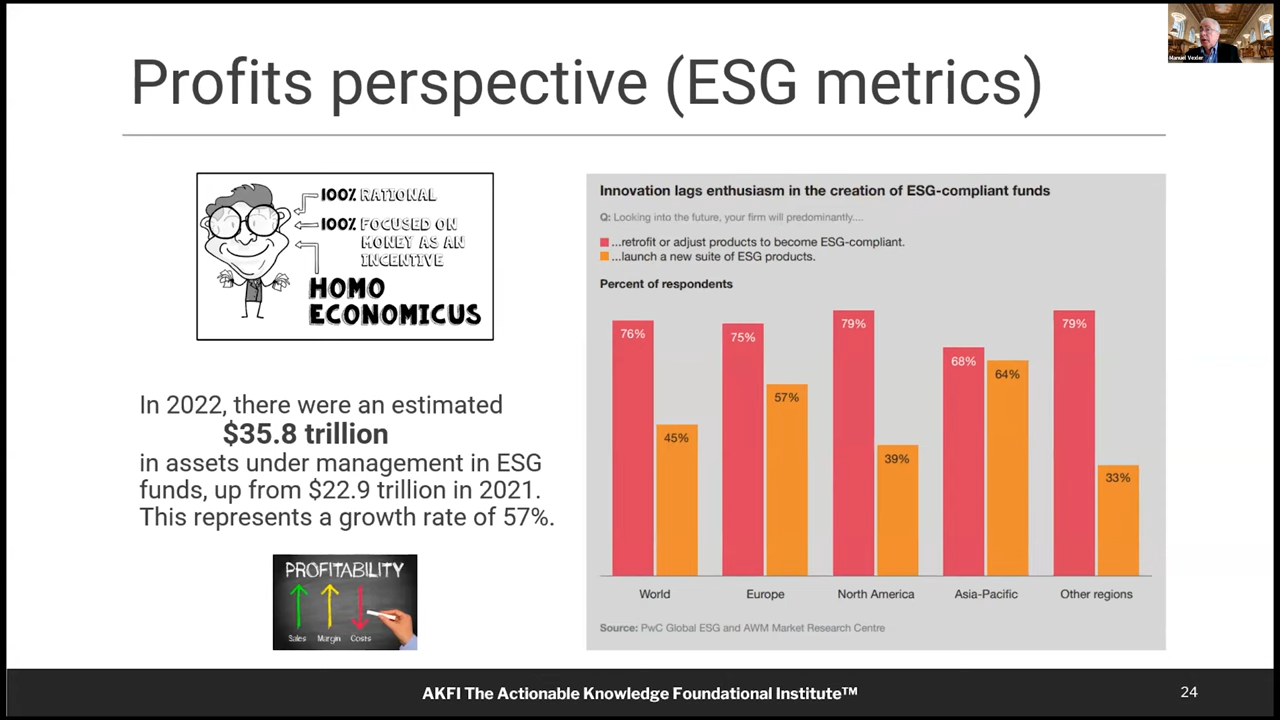 Profits perspective (ESG metrics)
Manuel Vexler
100% RATIONAL
100% FOCUSED ON
MONEY AS AN
INCENTIVE
HOMO
ECONOMICUS
In 2022, there were an estimated
$35.8 trillion
in assets under management in ESG
funds, up from $22.9 trillion in 2021.
This represents a growth rate of 57%.
PROFITABILITY
Sales Margin Costs
Innovation lags enthusiasm in the creation of ESG-compliant funds
Q: Looking into the future, your firm will predominantly....
...retrofit or adjust products to become ESG-compliant.
...launch a new suite of ESG products.
Percent of respondents
76% 45% 75% 57% 79% 39% 68% 64% 79% 33%
World Europe North America Asia-Pacific Other regions
Source: PwC Global ESG and AWM Market Research Centre
AKFI The Actionable Knowledge Foundational Institute™
24